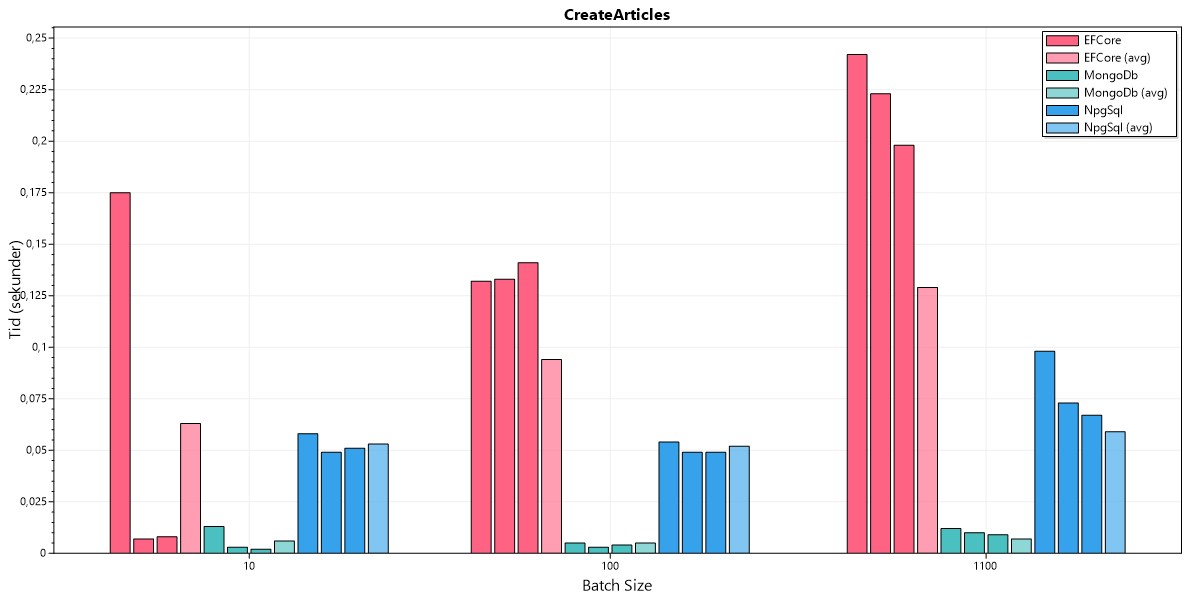 CreateArticles
EFCore
EFCore (avg)
MongoDb
MongoDb (avg)
NpgSql
NpgSql (avg)
Tid (sekunder)
0,25
0,225
0,2
0,175
0,15
0,125
0,1
0,075
0,05
0,025
0
10
100
1100
Batch Size